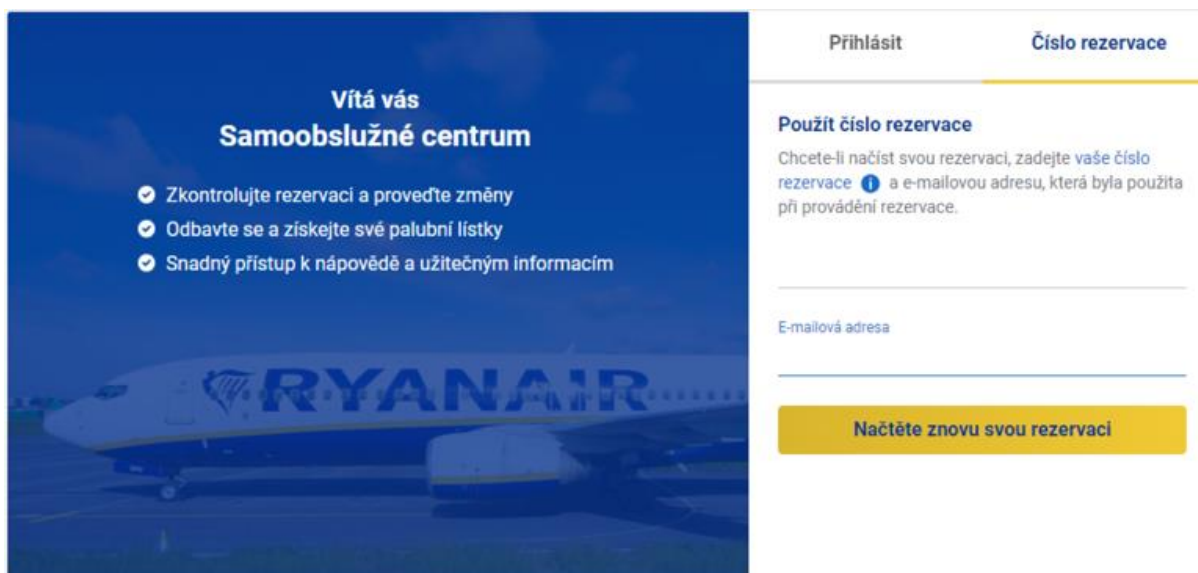 Vítá vás
Samoobslužné centrum
Zkontrolujte rezervaci a proveďte změny
Odbavte se a získejte své palubní lístky
Snadný přístup k nápovědě a užitečným informacím
RYANAIR
Přihlásit
Číslo rezervace
Použít číslo rezervace
Chcete-li načíst svou rezervaci, zadejte vaše číslo
rezervace i a e-mailovou adresu, která byla použita
při provádění rezervace.
E-mailová adresa
Načtěte znovu svou rezervaci